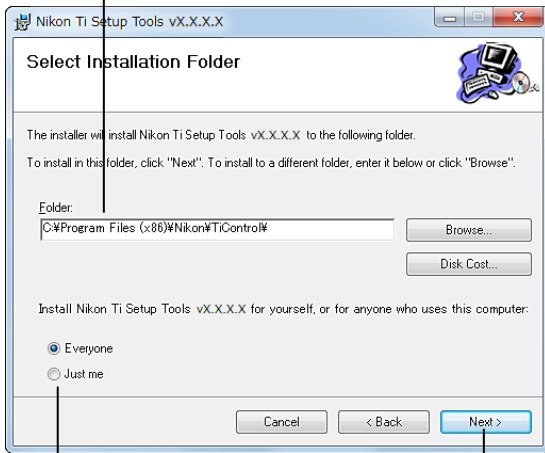 Nikon Ti Setup Tools vX.X.X.X
Select Installation Folder
The installer will install Nikon Ti Setup Tools vX.X.X.X to the following folder.
To install in this folder, click "Next". To install to a different folder, enter it below or click "Browse".
Folder:
C:¥Program Files (x86)¥Nikon¥TiControl¥
Browse...
Disk Cost...
Install Nikon Ti Setup Tools vX.X.X.X for yourself, or for anyone who uses this computer:
Everyone
Just me
Cancel
< Back
Next >